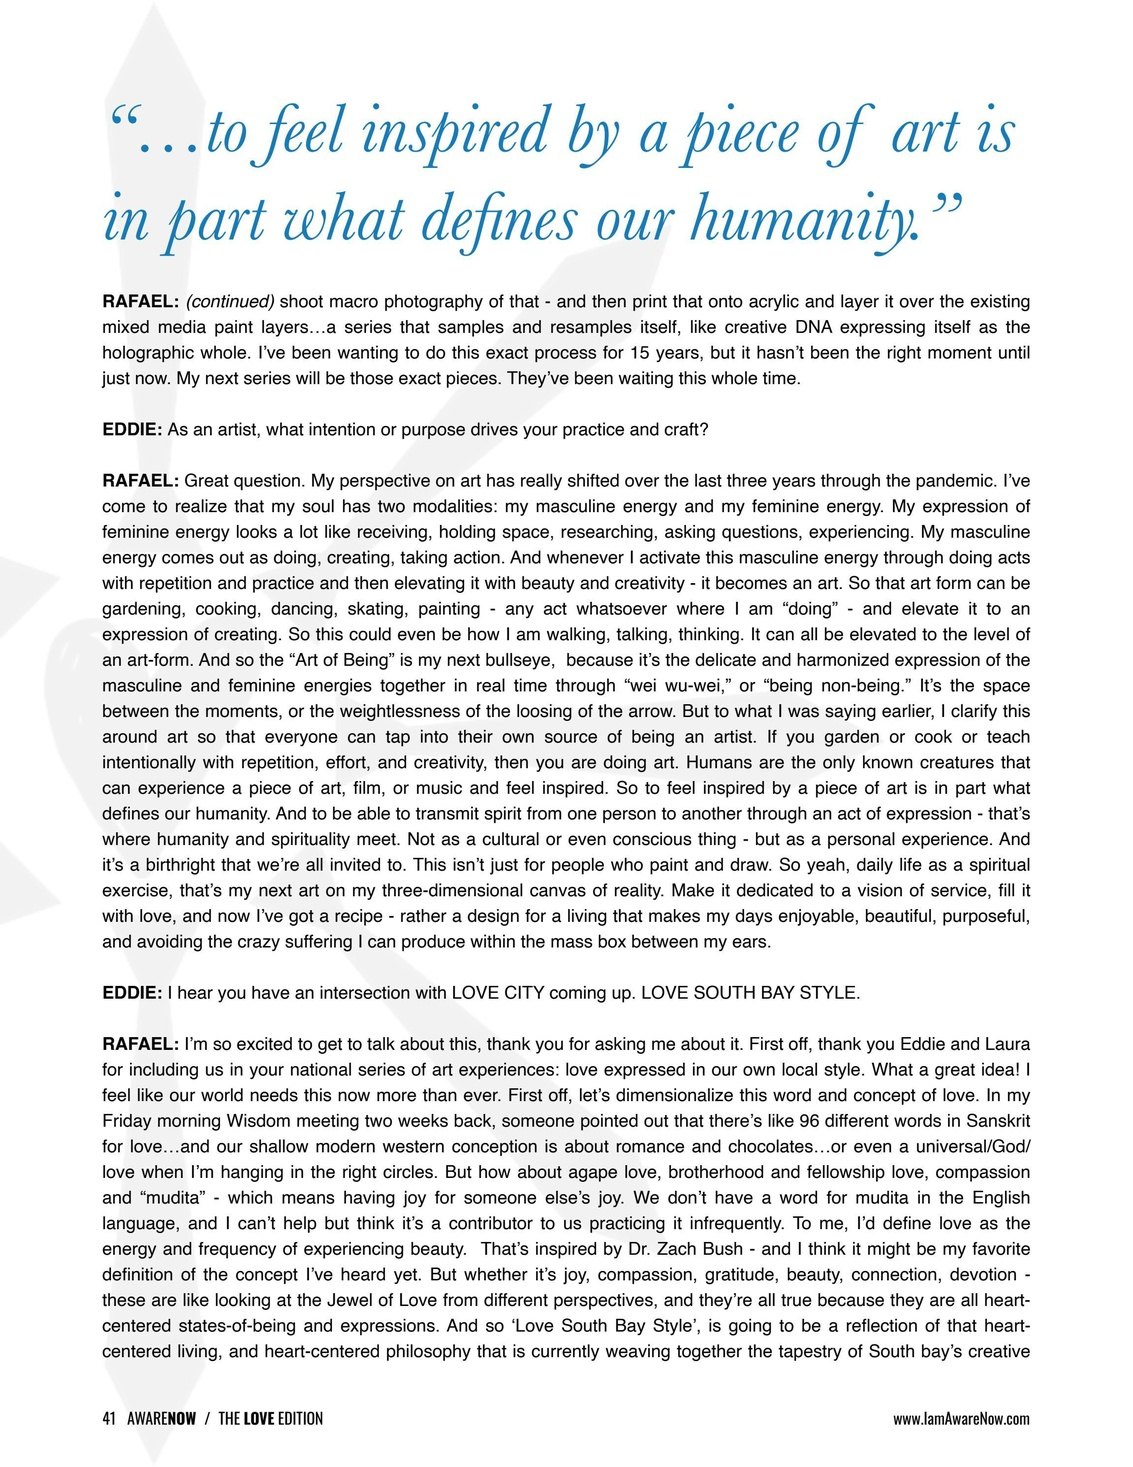 “…to feel inspired by a piece of art is
in part what defines our humanity.”
RAFAEL: (continued) shoot macro photography of that - and then print that onto acrylic and layer it over the existing
mixed media paint layers…a series that samples and resamples itself, like creative DNA expressing itself as the
holographic whole. I’ve been wanting to do this exact process for 15 years, but it hasn’t been the right moment until
just now. My next series will be those exact pieces. They’ve been waiting this whole time.
EDDIE: As an artist, what intention or purpose drives your practice and craft?
RAFAEL: Great question. My perspective on art has really shifted over the last three years through the pandemic. I’ve
come to realize that my soul has two modalities: my masculine energy and my feminine energy. My expression of
feminine energy looks a lot like receiving, holding space, researching, asking questions, experiencing. My masculine
energy comes out as doing, creating, taking action. And whenever I activate this masculine energy through doing acts
with repetition and practice and then elevating it with beauty and creativity - it becomes an art. So that art form can be
gardening, cooking, dancing, skating, painting - any act whatsoever where I am “doing” - and elevate it to an
expression of creating. So this could even be how I am walking, talking, thinking. It can all be elevated to the level of
an art-form. And so the “Art of Being” is my next bullseye,  because it’s the delicate and harmonized expression of the
masculine and feminine energies together in real time through “wei wu-wei,” or “being non-being.” It’s the space
between the moments, or the weightlessness of the loosing of the arrow. But to what I was saying earlier, I clarify this
around art so that everyone can tap into their own source of being an artist. If you garden or cook or teach
intentionally with repetition, effort, and creativity, then you are doing art. Humans are the only known creatures that
can experience a piece of art, film, or music and feel inspired. So to feel inspired by a piece of art is in part what
defines our humanity. And to be able to transmit spirit from one person to another through an act of expression - that’s
where humanity and spirituality meet. Not as a cultural or even conscious thing - but as a personal experience. And
it’s a birthright that we’re all invited to. This isn’t just for people who paint and draw. So yeah, daily life as a spiritual
exercise, that’s my next art on my three-dimensional canvas of reality. Make it dedicated to a vision of service, fill it
with love, and now I’ve got a recipe - rather a design for a living that makes my days enjoyable, beautiful, purposeful,
and avoiding the crazy suffering I can produce within the mass box between my ears.
EDDIE: I hear you have an intersection with LOVE CITY coming up. LOVE SOUTH BAY STYLE.
RAFAEL: I’m so excited to get to talk about this, thank you for asking me about it. First off, thank you Eddie and Laura
for including us in your national series of art experiences: love expressed in our own local style. What a great idea! I
feel like our world needs this now more than ever. First off, let’s dimensionalize this word and concept of love. In my
Friday morning Wisdom meeting two weeks back, someone pointed out that there’s like 96 different words in Sanskrit
for love…and our shallow modern western conception is about romance and chocolates…or even a universal/God/
love when I’m hanging in the right circles. But how about agape love, brotherhood and fellowship love, compassion
and “mudita” - which means having joy for someone else’s joy. We don’t have a word for mudita in the English
language, and I can’t help but think it’s a contributor to us practicing it infrequently. To me, I’d define love as the
energy and frequency of experiencing beauty.  That’s inspired by Dr. Zach Bush - and I think it might be my favorite
definition of the concept I’ve heard yet. But whether it’s joy, compassion, gratitude, beauty, connection, devotion -
these are like looking at the Jewel of Love from different perspectives, and they’re all true because they are all heart-
centered states-of-being and expressions. And so ‘Love South Bay Style’, is going to be a reflection of that heart-
centered living, and heart-centered philosophy that is currently weaving together the tapestry of South bay’s creative
41 AWARENOW / THE LOVE EDITION
www.IamAwareNow.com